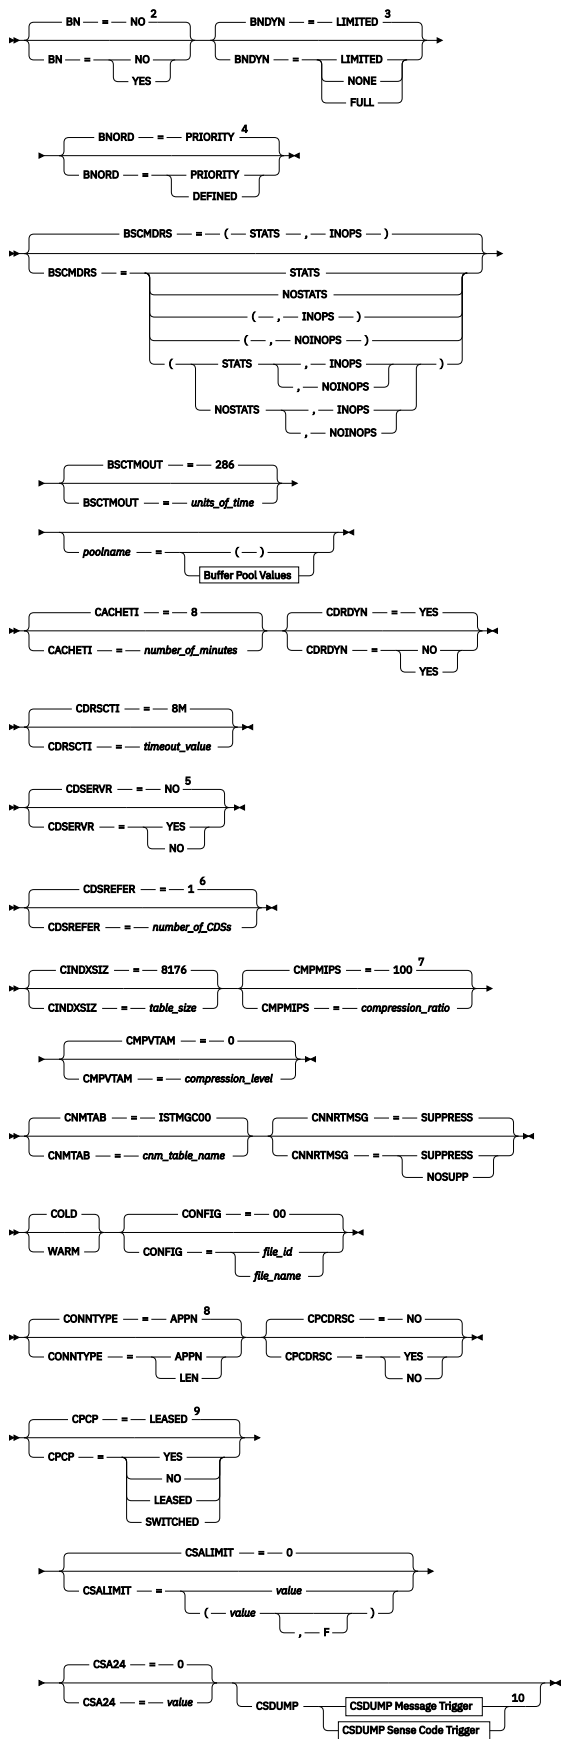 BN = NO 2 BNDYN = LIMITED 3
BN = NO BNDYN = LIMITED
YES NONE
FULL
BNORD = PRIORITY 4
BNORD = PRIORITY
DEFINED
BSCMDRS = ( STATS , INOPS )
BSCMDRS = STATS
NOSTATS
( , INOPS )
( , NOINOPS )
( STATS , INOPS )
, NOINOPS
NOSTATS , INOPS
, NOINOPS
BSCTMOUT = 286
BSCTMOUT = units_of_time
poolname = ( )
Buffer Pool Values
CACHETI = 8 CDRDYN = YES
CACHETI = number_of_minutes CDRDYN = NO
YES
CDRSCTI = 8M
CDRSCTI = timeout_value
CDSERVR = NO 5
CDSERVR = YES
NO
CDSREFER = 1 6
CDSREFER = number_of_CDSs
CINDXSIZ = 8176 CMPMIPS = 100 7
CINDXSIZ = table_size CMPMIPS = compression_ratio
CMPVTAM = 0
CMPVTAM = compression_level
CNMTAB = ISTMGC00 CNNRTMSG = SUPPRESS
CNMTAB = cnm_table_name CNNRTMSG = SUPPRESS
NOSUPP
COLD CONFIG = 00
WARM CONFIG = file_id
file_name
CONNTYPE = APPN 8 CPCDRSC = NO
CONNTYPE = APPN CPCDRSC = YES
LEN NO
CPCP = LEASED 9
CPCP = YES
NO
LEASED
SWITCHED
CSALIMIT = 0
CSALIMIT = value
( value )
, F
CSA24 = 0
CSA24 = value CSDUMP CSDUMP Message Trigger 10
CSDUMP Sense Code Trigger